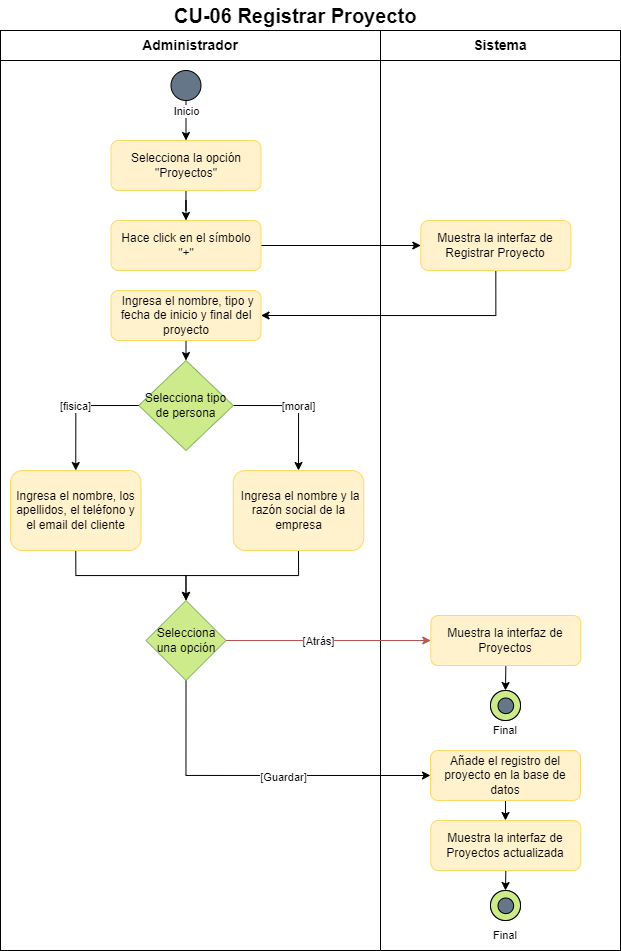 CU-06 Registrar Proyecto
Administrador
Sistema
Inicio
Selecciona la opción
"Proyectos"
Hace click en el símbolo
"+"
Muestra la interfaz de
Registrar Proyecto
Ingresa el nombre, tipo y
fecha de inicio y final del
proyecto
Selecciona tipo
de persona
[fisica]
[moral]
Ingresa el nombre, los
apellidos, el teléfono y
el email del cliente
Ingresa el nombre y la
razón social de la
empresa
Selecciona
una opción
[Atrás]
Muestra la interfaz de
Proyectos
Final
[Guardar]
Añade el registro del
proyecto en la base de
datos
Muestra la interfaz de
Proyectos actualizada
Final